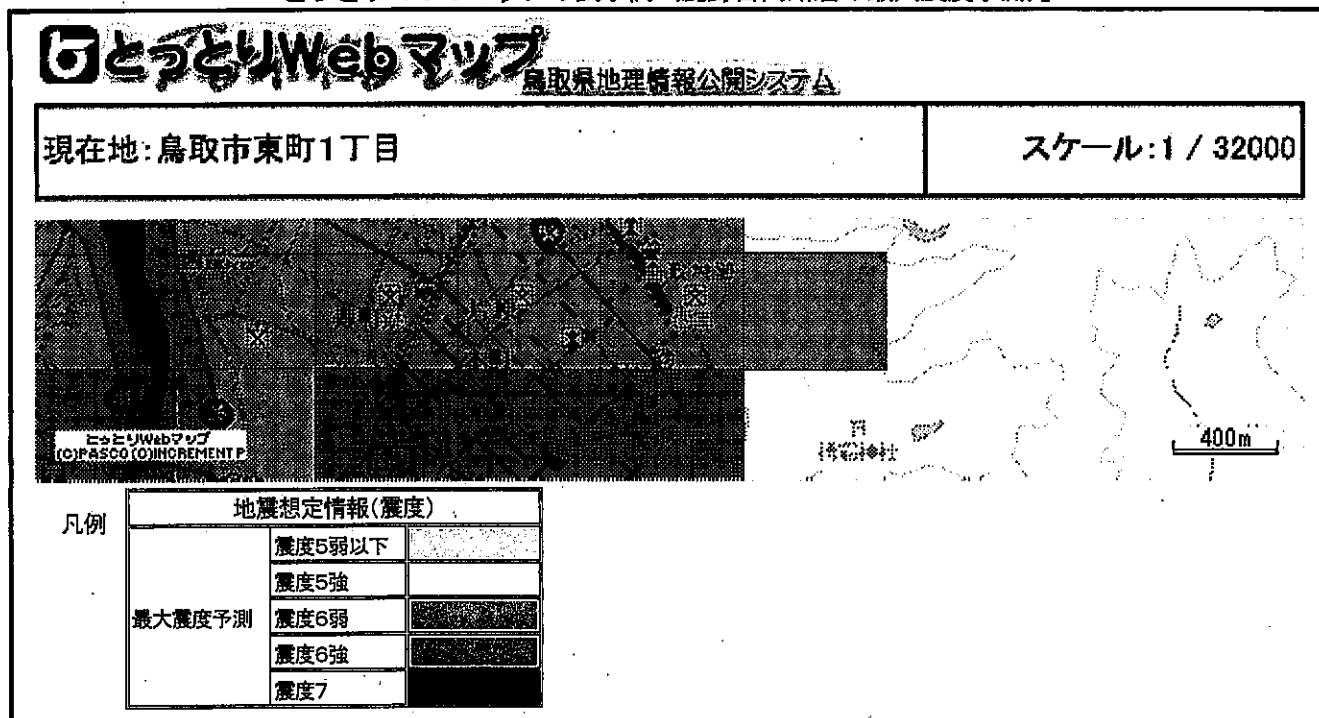 とっとりWebマップ
鳥取県地理情報公開システム
現在地:鳥取市東町1丁目
スケール:1 / 32000
とっとりWebマップ
(C)PASCO (C)INCREMENT P
400m
凡例
地震想定情報(震度)
最大震度予測
震度5弱以下
震度5強
震度6弱
震度6強
震度7